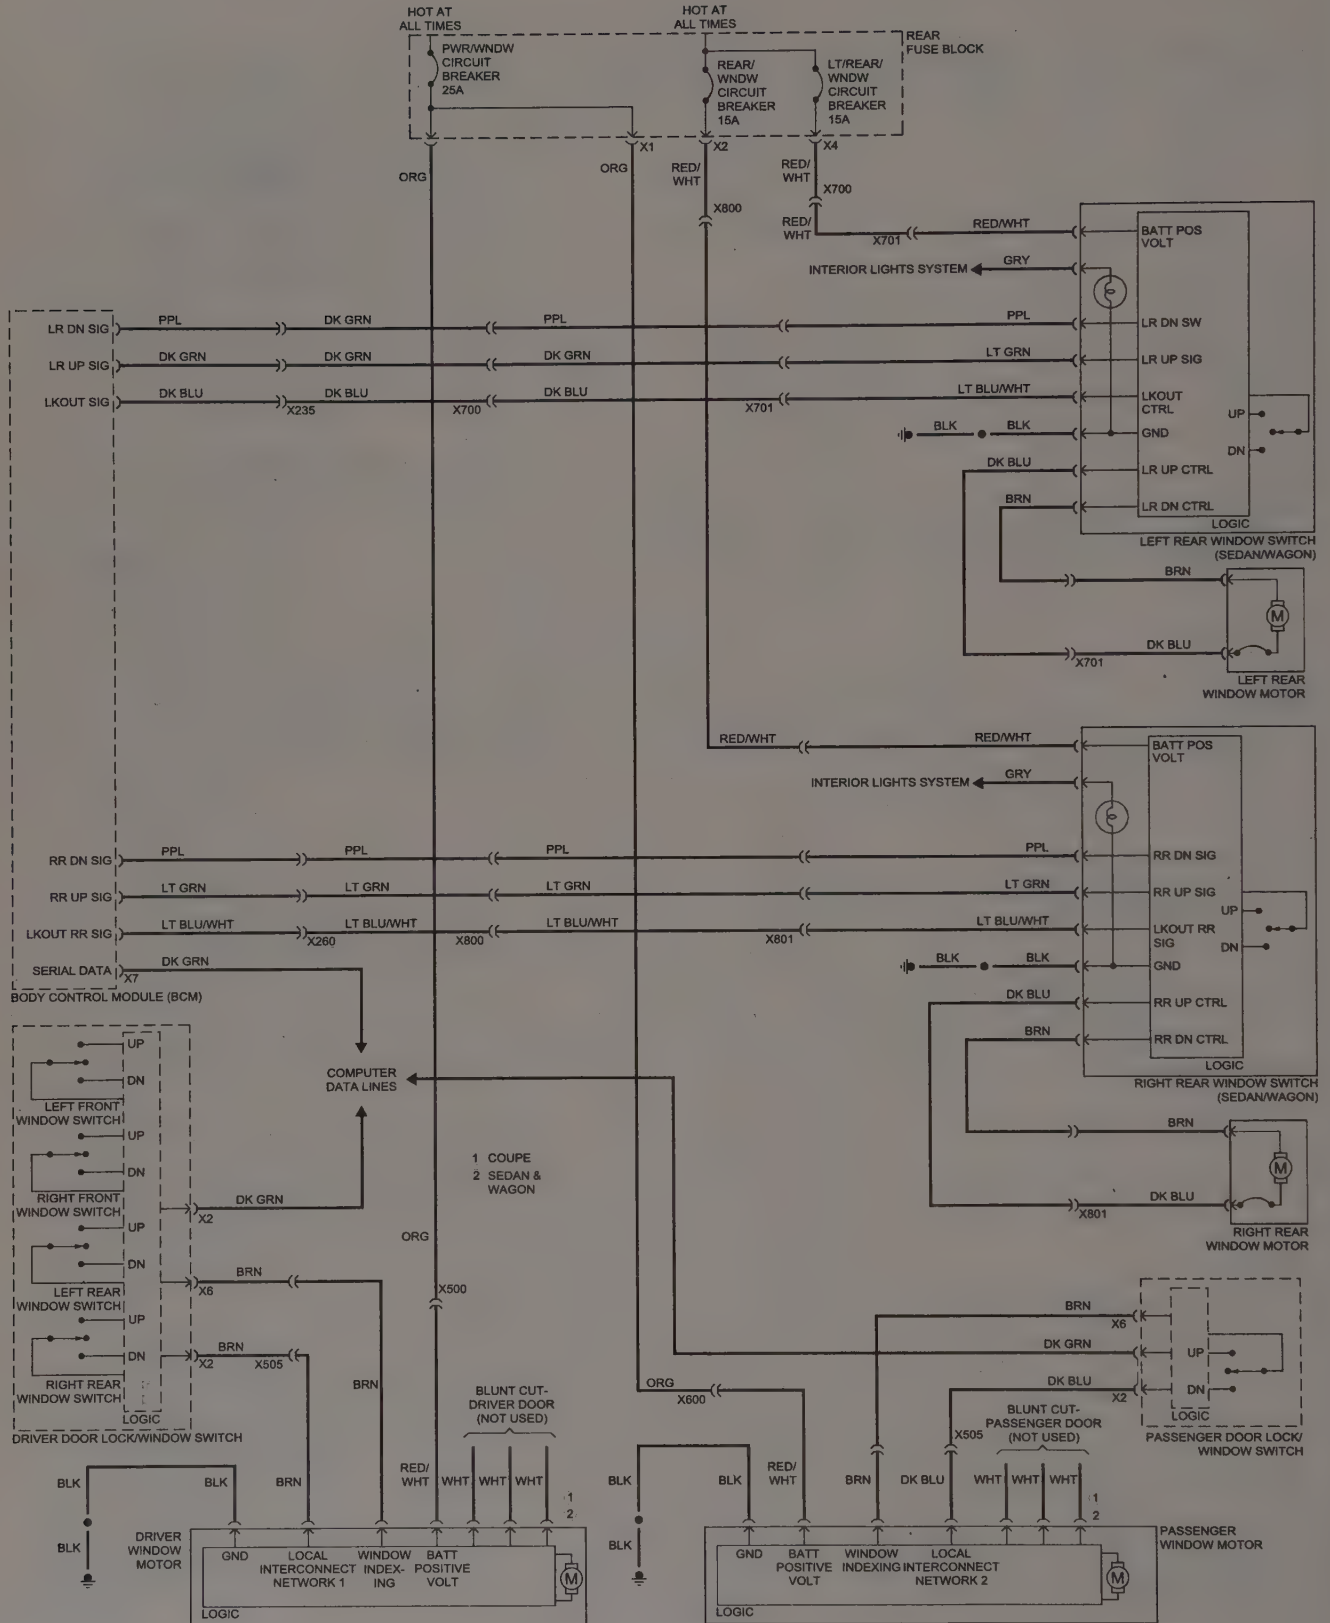 HOT AT
ALL TIMES
HOT AT
ALL TIMES
REAR
FUSE BLOCK
PWR/WNDW
CIRCUIT
BREAKER
25A
REAR/
WNDW
CIRCUIT
BREAKER
15A
LT/REAR/
WNDW
CIRCUIT
BREAKER
15A
X1
X2
X4
ORG
ORG
RED/
WHT
RED/
WHT
X700
X800
RED/
WHT
X701
RED/WHT
BATT POS
VOLT
INTERIOR LIGHTS SYSTEM
GRY
LR DN SIG
PPL
DK GRN
PPL
PPL
LR DN SW
LR UP SIG
DK GRN
DK GRN
DK GRN
LT GRN
LR UP SIG
LKOUT SIG
DK BLU
X235
DK BLU
X700
DK BLU
X701
LT BLU/WHT
LKOUT
CTRL
UP
BLK
BLK
GND
DN
DK BLU
LR UP CTRL
BRN
LR DN CTRL
LOGIC
LEFT REAR WINDOW SWITCH
(SEDAN/WAGON)
BRN
M
DK BLU
X701
LEFT REAR
WINDOW MOTOR
RED/WHT
RED/WHT
BATT POS
VOLT
INTERIOR LIGHTS SYSTEM
GRY
RR DN SIG
PPL
PPL
PPL
PPL
RR DN SIG
RR UP SIG
LT GRN
LT GRN
LT GRN
LT GRN
RR UP SIG
UP
LKOUT RR SIG
LT BLU/WHT
X260
LT BLU/WHT
X800
LT BLU/WHT
X801
LT BLU/WHT
LKOUT RR
SIG
DN
SERIAL DATA
X7
DK GRN
BLK
BLK
GND
BODY CONTROL MODULE (BCM)
DK BLU
RR UP CTRL
BRN
RR DN CTRL
LOGIC
RIGHT REAR WINDOW SWITCH
(SEDAN/WAGON)
UP
DN
LEFT FRONT
WINDOW SWITCH
COMPUTER
DATA LINES
UP
DN
RIGHT FRONT
WINDOW SWITCH
1 COUPE
2 SEDAN &
WAGON
BRN
M
DK BLU
X801
RIGHT REAR
WINDOW MOTOR
DK GRN
X2
UP
DN
LEFT REAR
WINDOW SWITCH
ORG
BRN
X6
X500
UP
DN
RIGHT REAR
WINDOW SWITCH
BRN
X2
X505
LOGIC
DRIVER DOOR LOCK/WINDOW SWITCH
BRN
BRN
X6
DK GRN
UP
DK BLU
X2
DN
LOGIC
PASSENGER DOOR LOCK/
WINDOW SWITCH
ORG
X600
BLUNT CUT-
DRIVER DOOR
(NOT USED)
BLUNT CUT-
PASSENGER DOOR
(NOT USED)
X505
BLK
BLK
BRN
RED/
WHT
WHT
WHT
WHT
1
2
BLK
BLK
RED/
WHT
BRN
DK BLU
WHT
WHT
WHT
1
2
BLK
DRIVER
WINDOW
MOTOR
GND
LOCAL
INTERCONNECT
NETWORK 1
WINDOW
INDEX-
ING
BATT
POSITIVE
VOLT
M
LOGIC
BLK
GND
BATT
POSITIVE
VOLT
WINDOW
INDEXING
LOCAL
INTERCONNECT
NETWORK 2
M
LOGIC
PASSENGER
WINDOW MOTOR